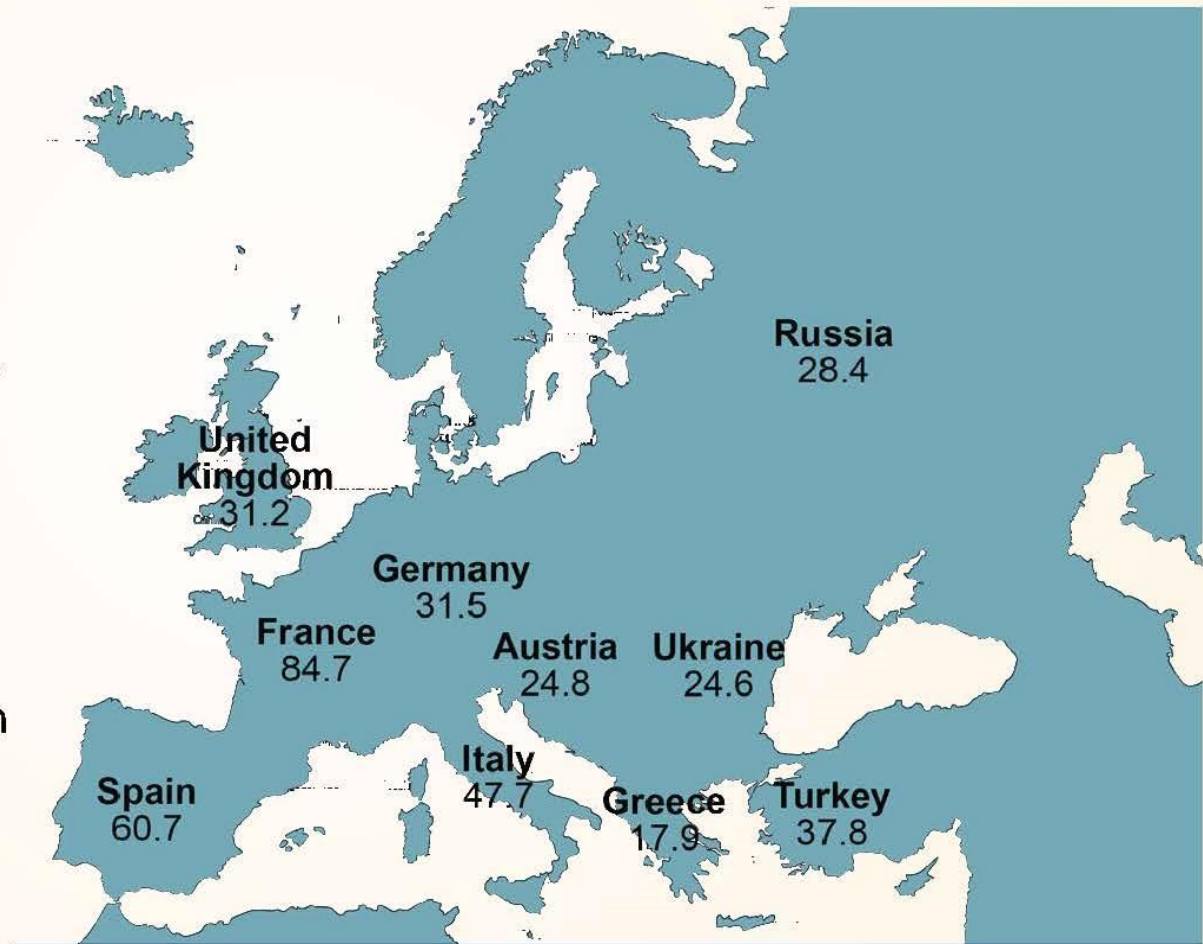 Russia
28.4
United
Kingdom
31.2
Germany
31.5
France
84.7
Austria
24.8
Ukraine
24.6
Italy
47.7
Spain
60.7
Greece
17.9
Turkey
37.8